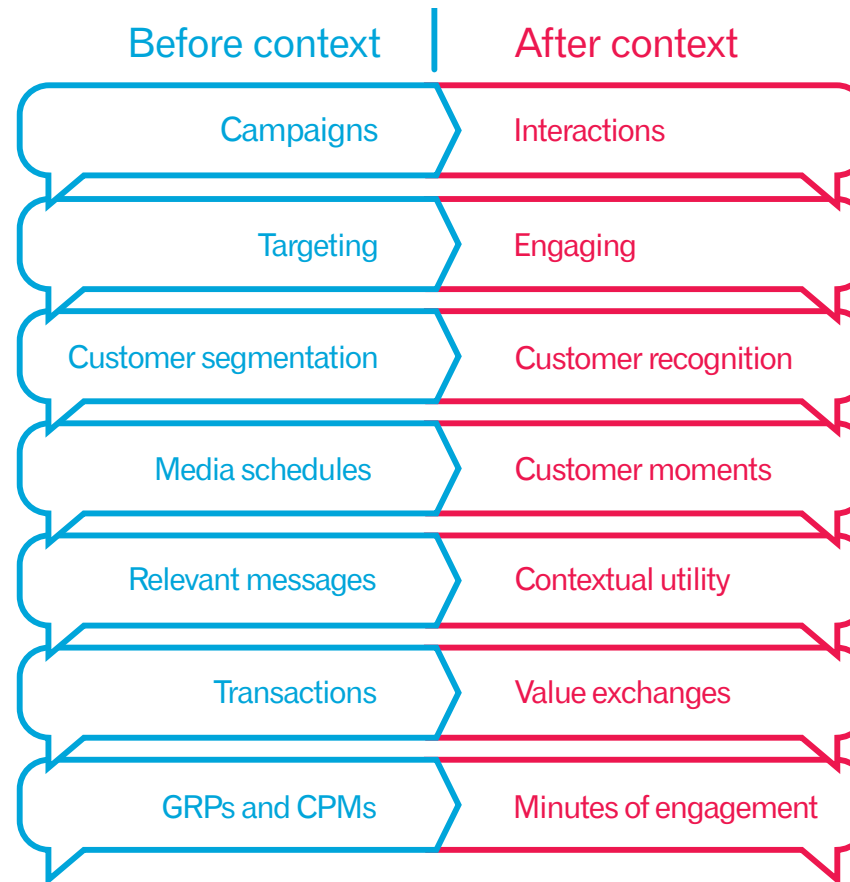 Before context
After context
Campaigns
Interactions
Targeting
Engaging
Customer segmentation
Customer recognition
Media schedules
Customer moments
Relevant messages
Contextual utility
Transactions
Value exchanges
GRPs and CPMs
Minutes of engagement